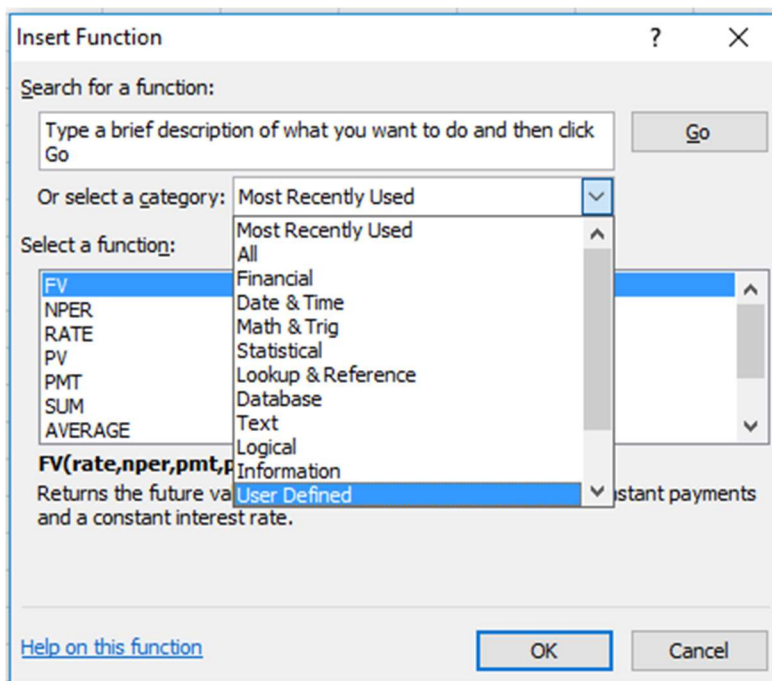 Insert Function
?
Search for a function:
Type a brief description of what you want to do and then click
Go
Go
Or select a category: Most Recently Used
Most Recently Used
All
Financial
Date & Time
Math & Trig
Statistical
Lookup & Reference
Database
Text
Logical
Information
User Defined
Select a function:
FV
NPER
RATE
PV
PMT
SUM
AVERAGE
FV(rate,nper,pmt,p
Returns the future va
stant payments
and a constant interest rate.
Help on this function
OK
Cancel